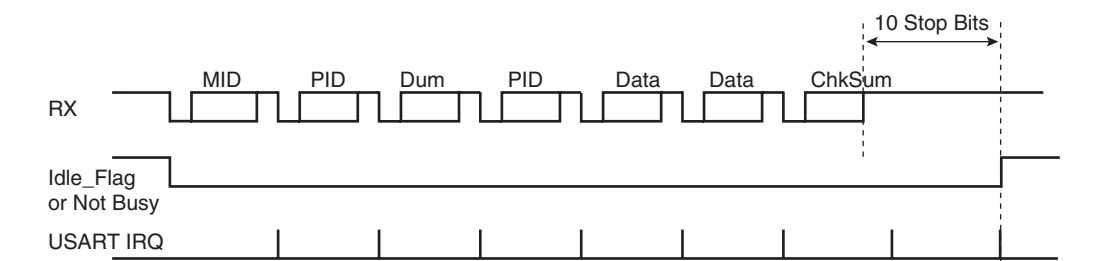 10 Stop Bits
MID PID Dum PID Data Data ChkSum
RX
Idle_Flag
or Not Busy
USART IRQ